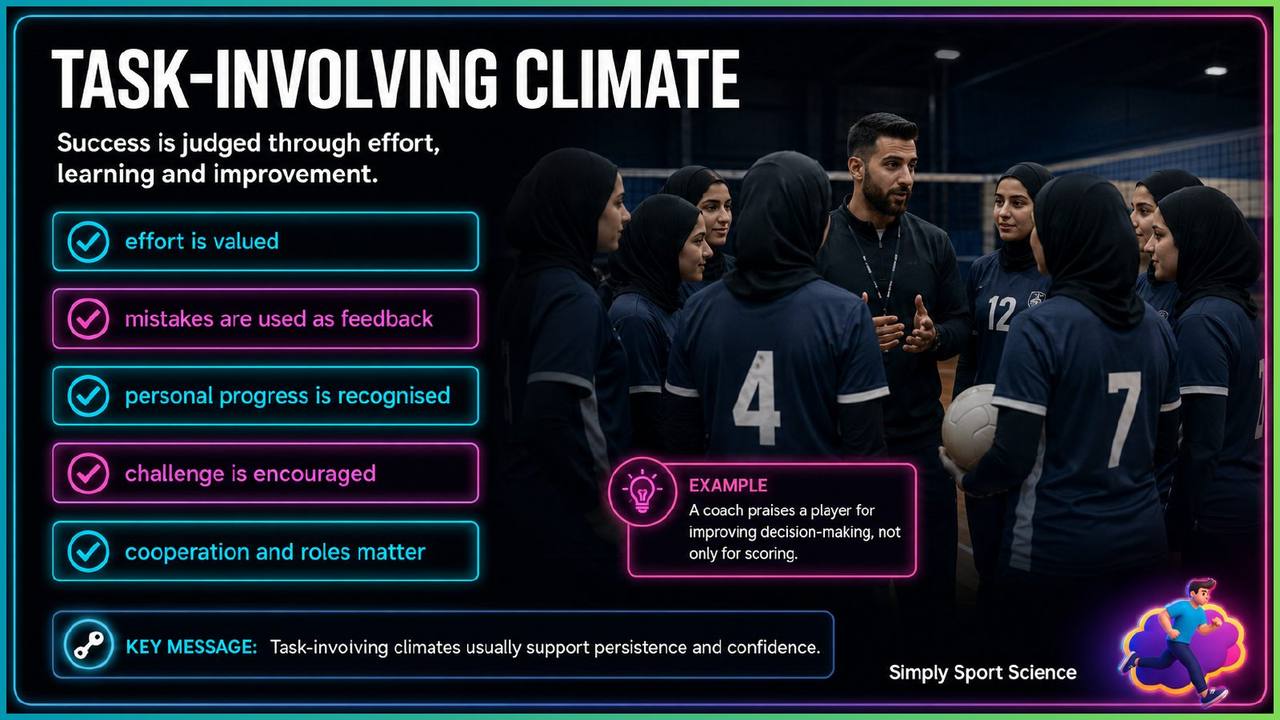 TASK-INVOLVING CLIMATE
Success is judged through effort,
learning and improvement.
effort is valued
mistakes are used as feedback
personal progress is recognised
challenge is encouraged
cooperation and roles matter
12
4
7
EXAMPLE
A coach praises a player for
improving decision-making, not
only for scoring.
KEY MESSAGE: Task-involving climates usually support persistence and confidence.
Simply Sport Science